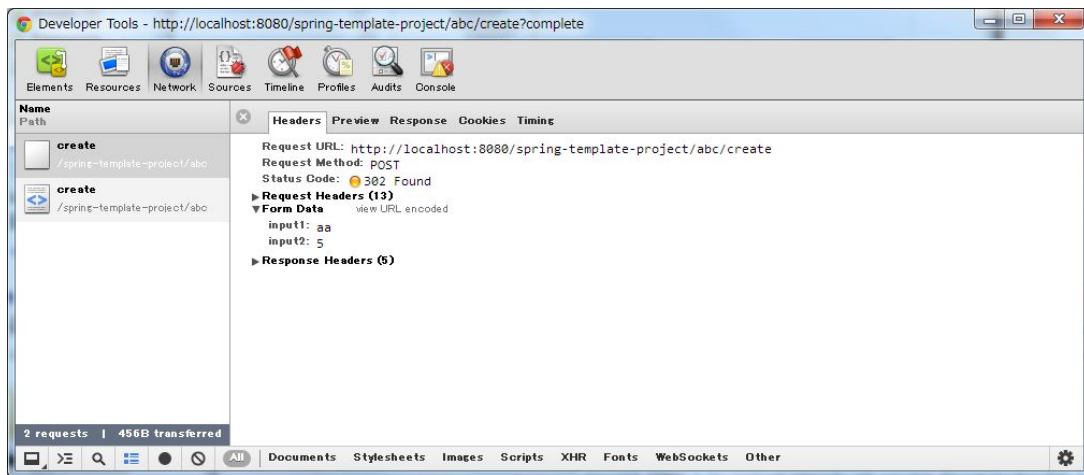 Developer Tools - http://localhost:8080/spring-template-project/abc/create?complete
Elements Resources Network Sources Timeline Profiles Audits Console
Name
Path
Headers Preview Response Cookies Timing
create
/spring-template-project/abc
create
/spring-template-project/abc
Request URL: http://localhost:8080/spring-template-project/abc/create
Request Method: POST
Status Code: 302 Found
Request Headers (13)
Form Data view URL encoded
input1: aa
input2: 5
Response Headers (5)
2 requests | 456B transferred
All Documents Stylesheets Images Scripts XHR Fonts WebSockets Other